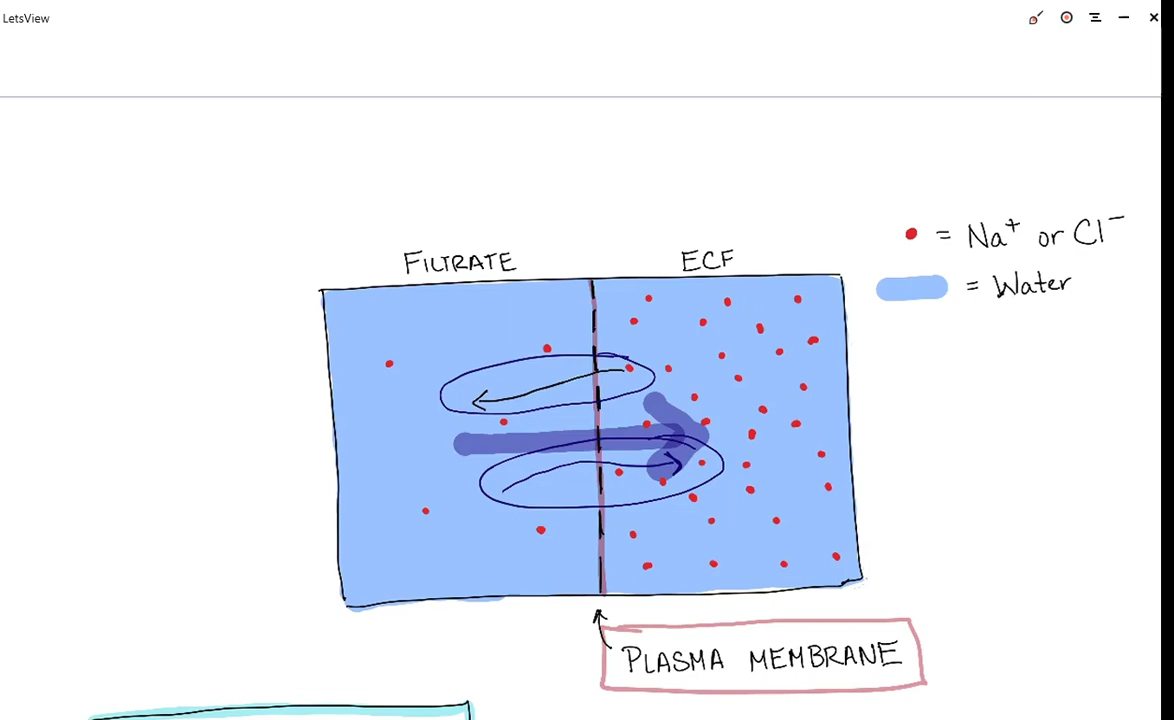 LetsView
= Na⁺ or Cl⁻
FILTRATE
ECF
= Water
PLASMA MEMBRANE